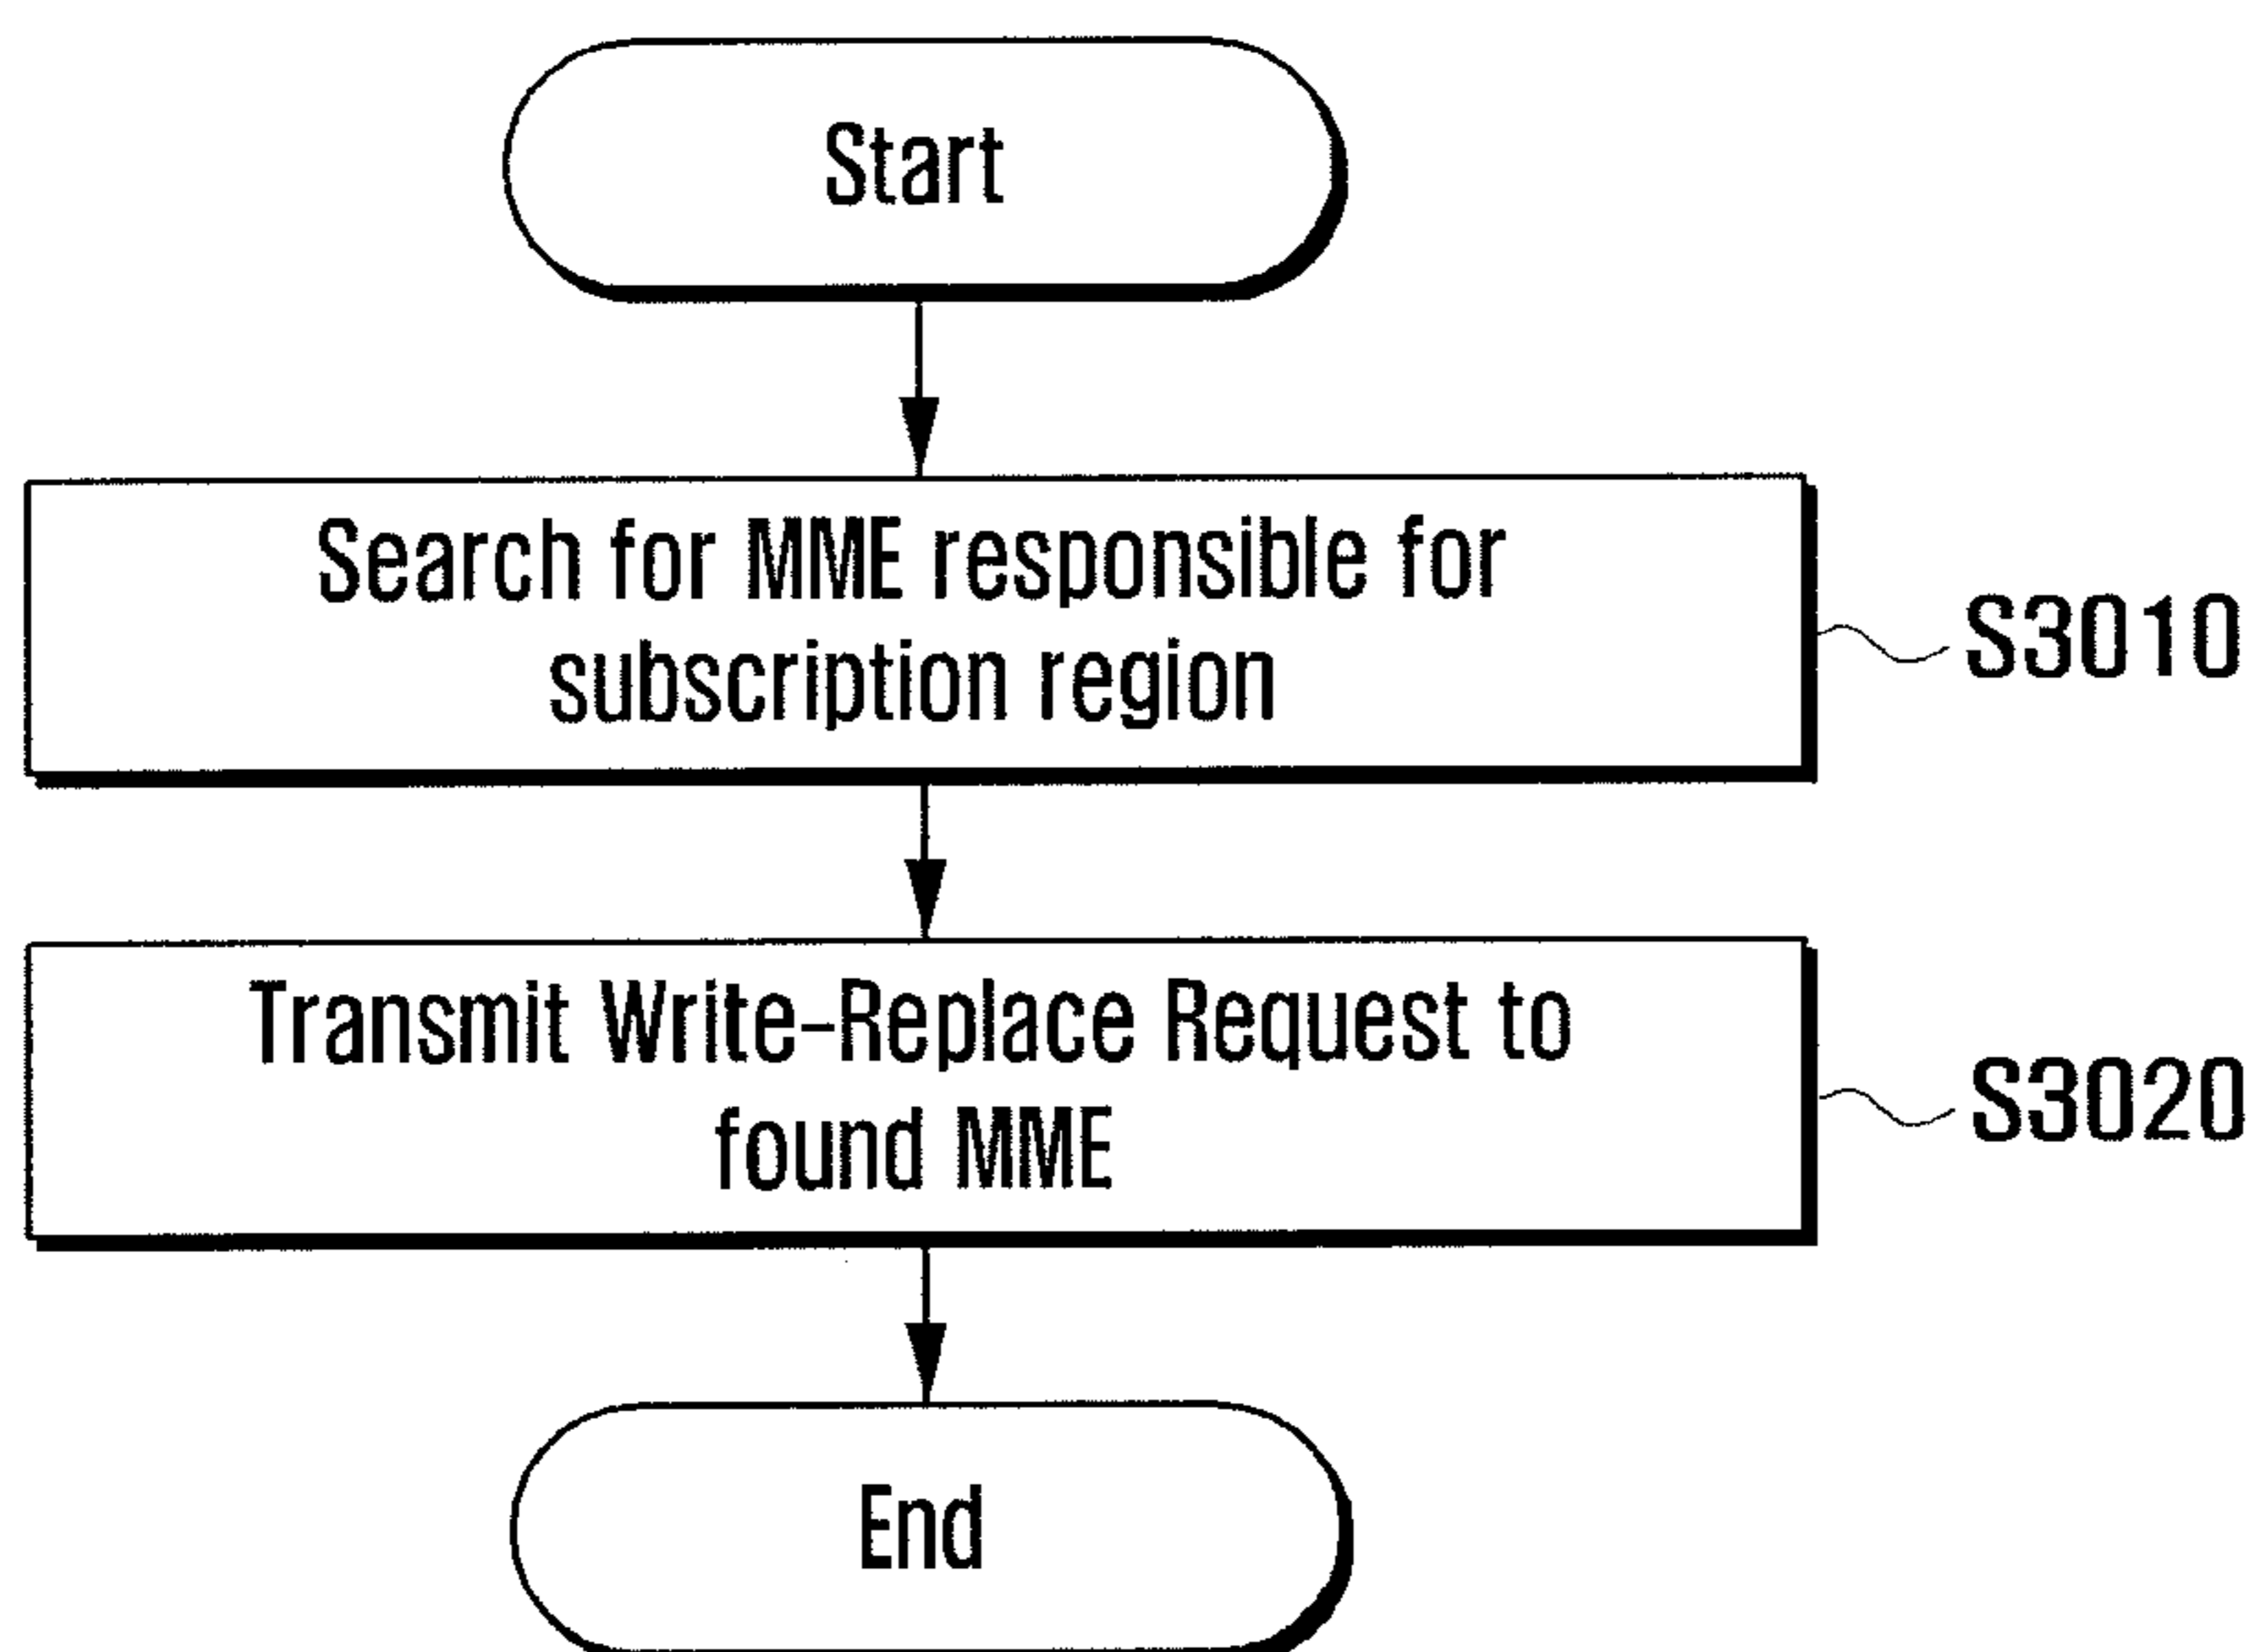 Start
Search for MME responsible for
subscription region
S3010
Transmit Write-Replace Request to
found MME
S3020
End